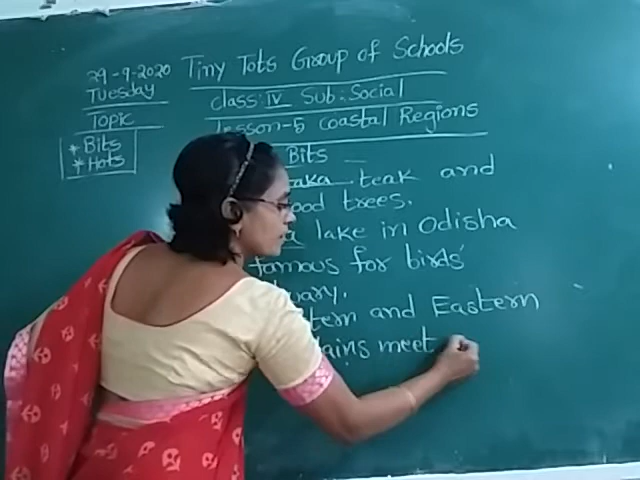 29-9-2020 Tiny Tots Group of Schools
Tuesday
class: IV Sub: Social
Topic
Lesson-5 Coastal Regions
* Bits
* Hots
Bits
teak and
trees.
lake in Odisha
famous for birds'
and Eastern
meet